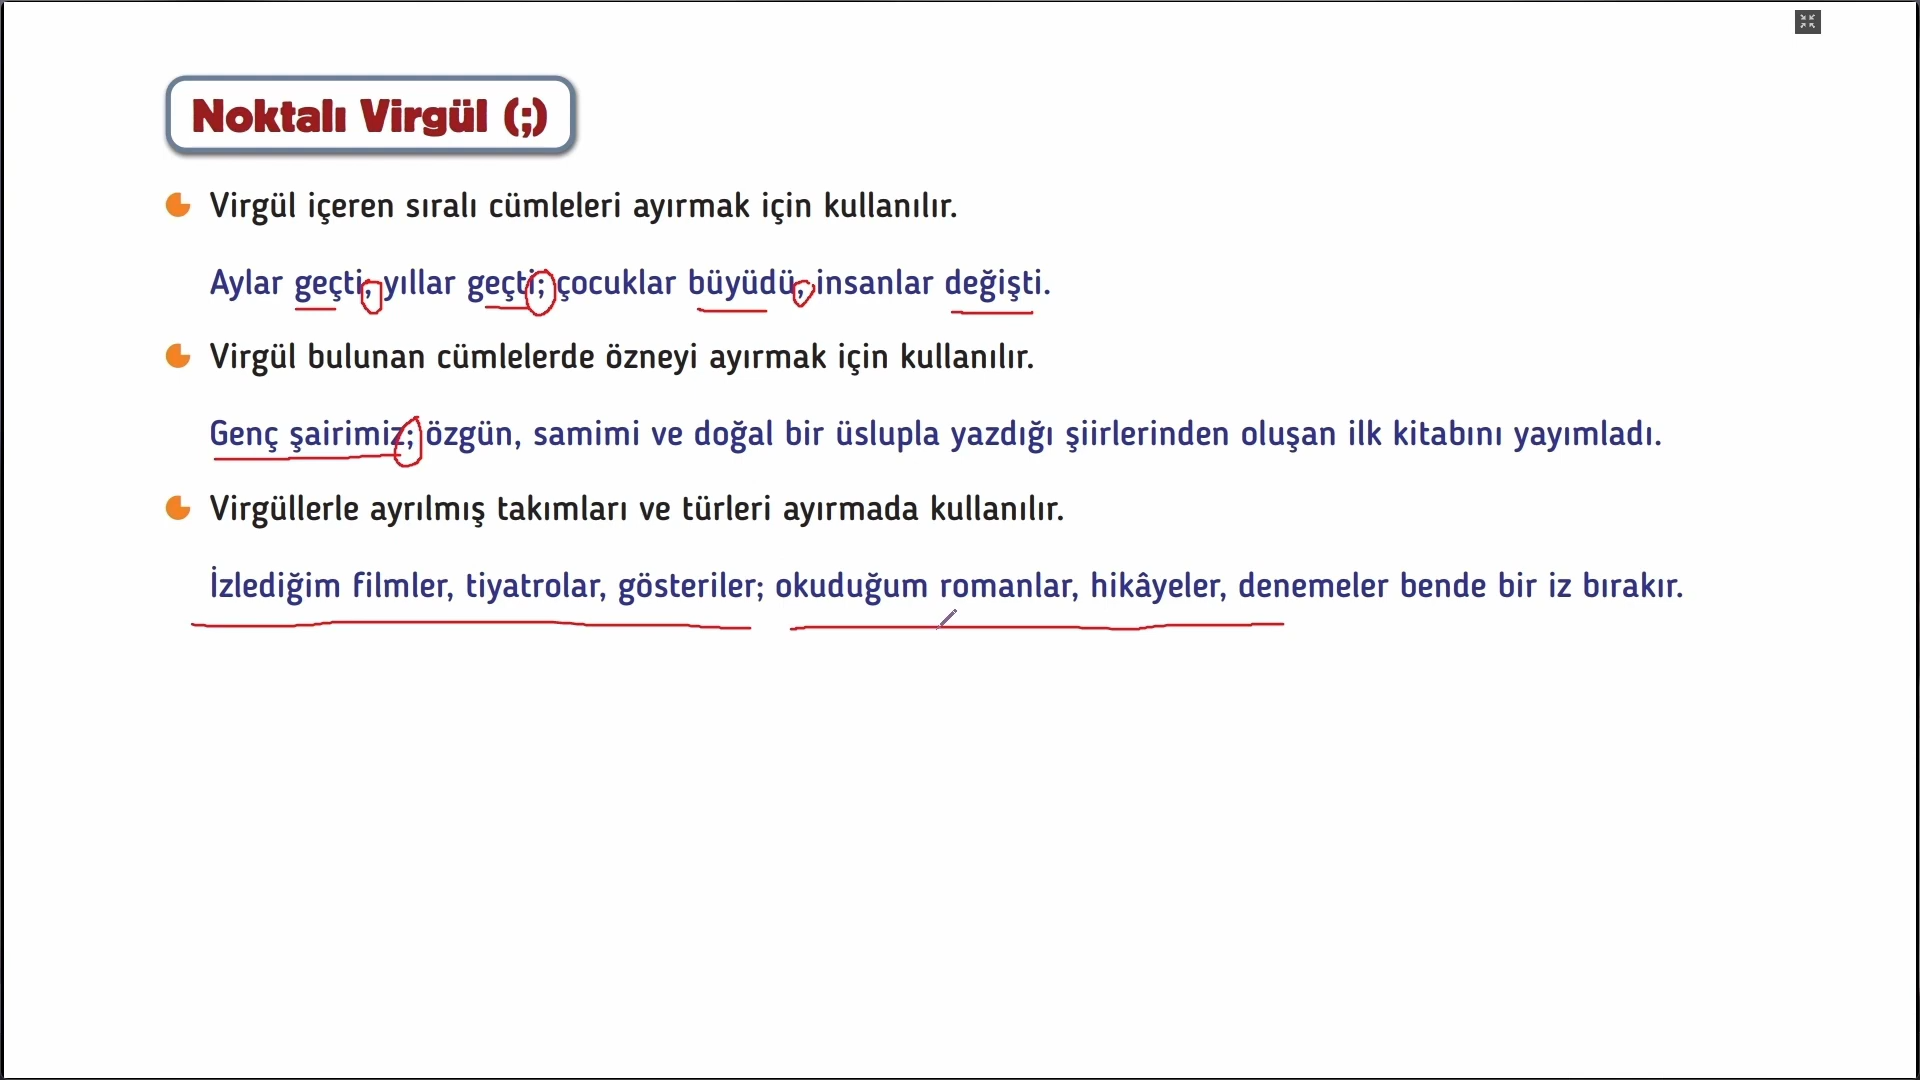 Noktalı Virgül (;)
Virgül içeren sıralı cümleleri ayırmak için kullanılır.
Aylar geçti, yıllar geçti; çocuklar büyüdü, insanlar değişti.
Virgül bulunan cümlelerde özneyi ayırmak için kullanılır.
Genç şairimiz; özgün, samimi ve doğal bir üslupla yazdığı şiirlerinden oluşan ilk kitabını yayımladı.
Virgüllerle ayrılmış takımları ve türleri ayırmada kullanılır.
İzlediğim filmler, tiyatrolar, gösteriler; okuduğum romanlar, hikâyeler, denemeler bende bir iz bırakır.